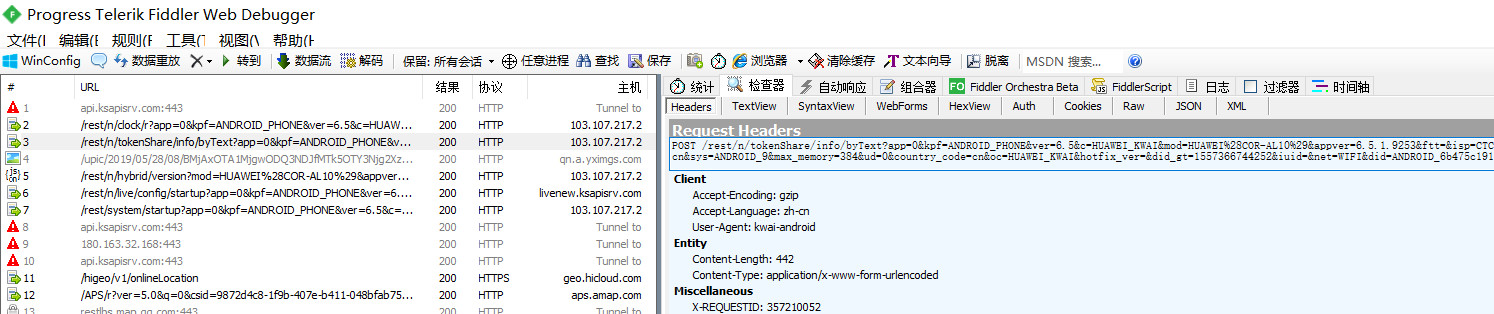 Progress Telerik Fiddler Web Debugger
文件(I 编辑(E 规则(F 工具(T 视图(V 帮助(H
WinConfig 数据重放 转到 数据流 解码 保留: 所有会话 任意进程 查找 保存 浏览器 清除缓存 文本向导 脱离 MSDN 搜索...
# URL 结果 协议 主机
1 api.ksapisrv.com:443 200 HTTP Tunnel to
2 /rest/n/clock/r?app=0&kpf=ANDROID_PHONE&ver=6.5&c=HUAW... 200 HTTP 103.107.217.2
3 /rest/n/tokenShare/info/byText?app=0&kpf=ANDROID_PHONE&v... 200 HTTP 103.107.217.2
4 /upic/2019/05/28/08/BMjAxOTA1MjgwODQ3NDJfMTk5OTY3Njg2Xz... 200 HTTP qn.a.yximgs.com
5 /rest/n/hybrid/version?mod=HUAWEI%28COR-AL10%29&appver... 200 HTTP 103.107.217.2
6 /rest/n/live/config/startup?app=0&kpf=ANDROID_PHONE&ver=6.... 200 HTTP livenew.ksapisrv.com
7 /rest/system/startup?app=0&kpf=ANDROID_PHONE&ver=6.5&c=... 200 HTTP 103.107.217.2
8 api.ksapisrv.com:443 200 HTTP Tunnel to
9 180.163.32.168:443 200 HTTP Tunnel to
10 api.ksapisrv.com:443 200 HTTP Tunnel to
11 /higeo/v1/onlineLocation 200 HTTPS geo.hicloud.com
12 /APS/r?ver=5.0&q=0&csid=9872d4c8-1f9b-407e-b411-048bfab75... 200 HTTP aps.amap.com
13 restlbs.map.qq.com:443 200 HTTP Tunnel to
统计 检查器 自动响应 组合器 FO Fiddler Orchestra Beta FiddlerScript 日志 过滤器 时间轴
Headers TextView SyntaxView WebForms HexView Auth Cookies Raw JSON XML
Request Headers
POST /rest/n/tokenShare/info/byText?app=0&kpf=ANDROID_PHONE&ver=6.5&c=HUAWEI_KWAI&mod=HUAWEI%28COR-AL10%29&appver=6.5.1.9253&ftt=&isp=CTC
cn&sys=ANDROID_9&max_memory=384&ud=0&country_code=cn&oc=HUAWEI_KWAI&hotfix_ver=&did_gt=1557366744252&iuid=&net=WIFI&did=ANDROID_6b475c191
Client
Accept-Encoding: gzip
Accept-Language: zh-cn
User-Agent: kwai-android
Entity
Content-Length: 442
Content-Type: application/x-www-form-urlencoded
Miscellaneous
X-REQUESTID: 357210052